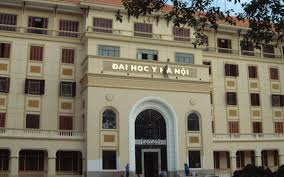 ĐẠI HỌC Y HÀ NỘI